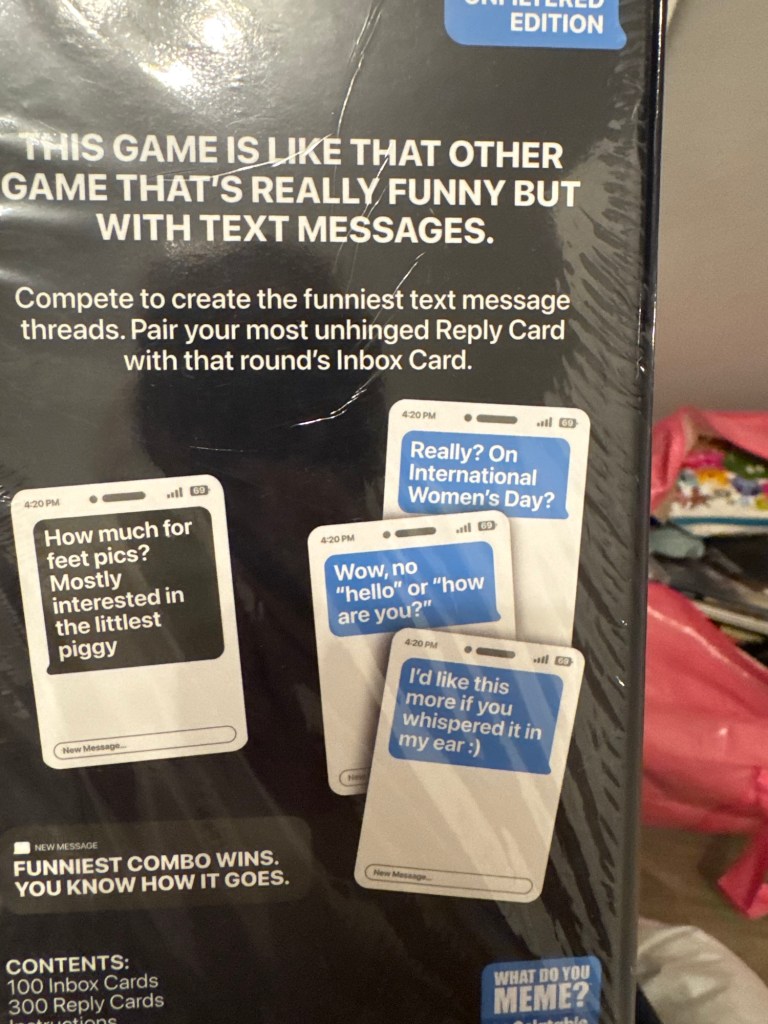 UNFILTERED
EDITION
THIS GAME IS LIKE THAT OTHER
GAME THAT'S REALLY FUNNY BUT
WITH TEXT MESSAGES.
Compete to create the funniest text message
threads. Pair your most unhinged Reply Card
with that round's Inbox Card.
4:20 PM
69
How much for
feet pics?
Mostly
interested in
the littlest
piggy
New Message...
4:20 PM
69
Really? On
International
Women's Day?
4:20 PM
69
Wow, no
"hello" or "how
are you?"
New
4:20 PM
69
I'd like this
more if you
whispered it in
my ear :)
New Message...
NEW MESSAGE
FUNNIEST COMBO WINS.
YOU KNOW HOW IT GOES.
CONTENTS:
100 Inbox Cards
300 Reply Cards
Instructions
WHAT DO YOU
MEME?